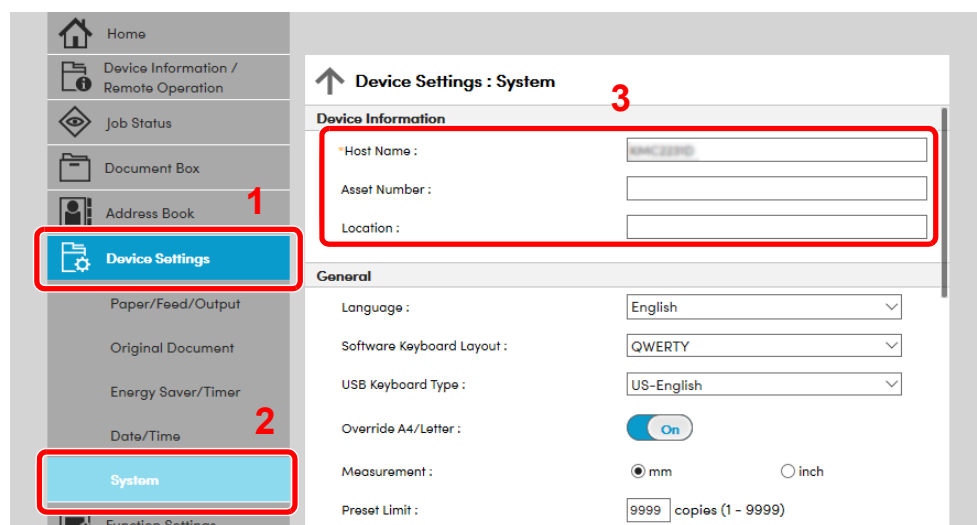 Home
Device Information /
Remote Operation
Job Status
Document Box
Address Book
1
Device Settings
Paper/Feed/Output
Original Document
Energy Saver/Timer
Date/Time
2
System
Function Settings
Device Settings : System
3
Device Information
*Host Name :
Asset Number :
Location :
General
Language : English
Software Keyboard Layout : QWERTY
USB Keyboard Type : US-English
Override A4/Letter : On
Measurement : mm inch
Preset Limit : 9999 copies (1 - 9999)